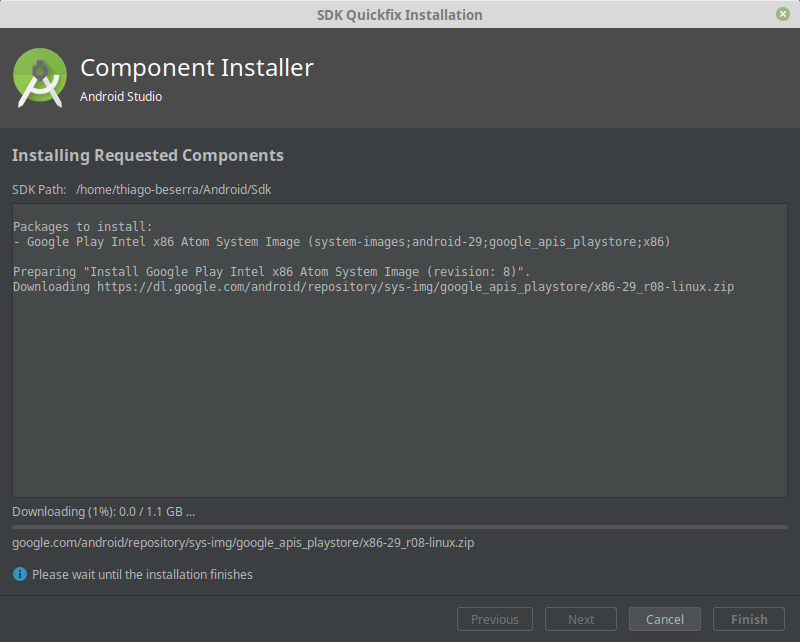 SDK Quickfix Installation
Component Installer
Android Studio
Installing Requested Components
SDK Path: /home/thiago-beserra/Android/Sdk
Packages to install:
- Google Play Intel x86 Atom System Image (system-images;android-29;google_apis_playstore;x86)
Preparing "Install Google Play Intel x86 Atom System Image (revision: 8)".
Downloading https://dl.google.com/android/repository/sys-img/google_apis_playstore/x86-29_r08-linux.zip
Downloading (1%): 0.0 / 1.1 GB ...
google.com/android/repository/sys-img/google_apis_playstore/x86-29_r08-linux.zip
Please wait until the installation finishes
Previous Next Cancel Finish